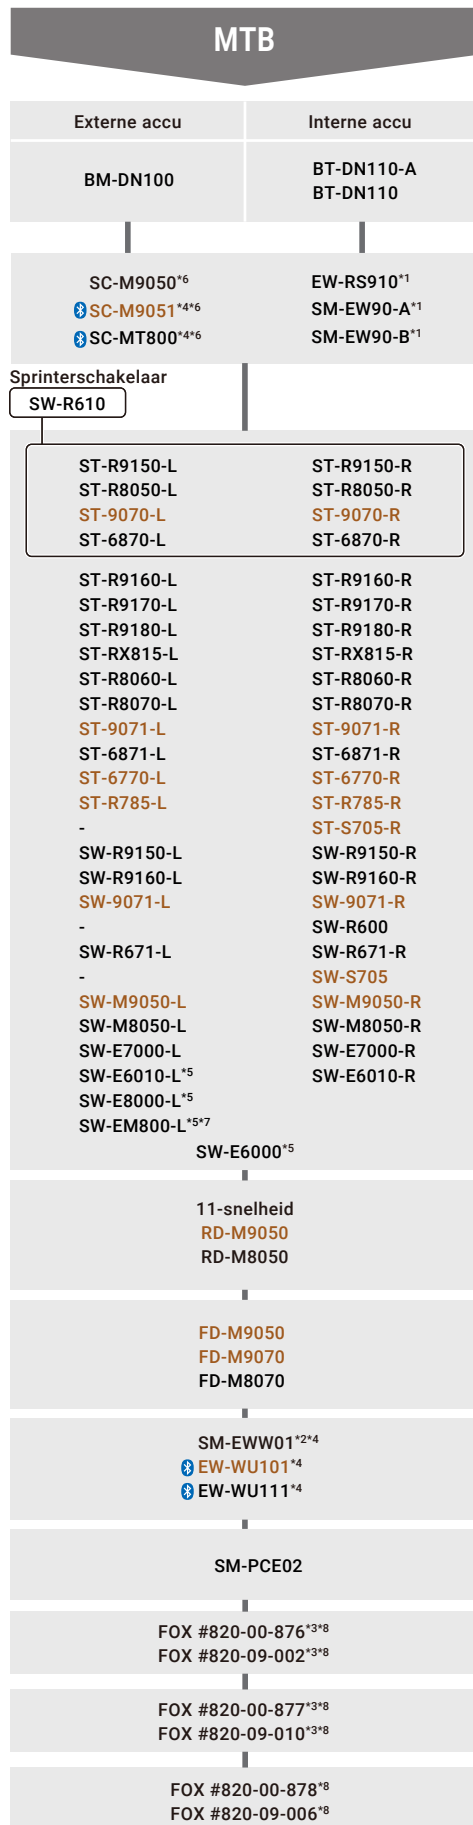 MTB
Externe accu Interne accu
BM-DN100 BT-DN110-A
BT-DN110
SC-M9050*6 EW-RS910*1
SC-M9051*4*6 SM-EW90-A*1
SC-MT800*4*6 SM-EW90-B*1
Sprinterschakelaar
SW-R610
ST-R9150-L ST-R9150-R
ST-R8050-L ST-R8050-R
ST-9070-L ST-9070-R
ST-6870-L ST-6870-R
ST-R9160-L ST-R9160-R
ST-R9170-L ST-R9170-R
ST-R9180-L ST-R9180-R
ST-RX815-L ST-RX815-R
ST-R8060-L ST-R8060-R
ST-R8070-L ST-R8070-R
ST-9071-L ST-9071-R
ST-6871-L ST-6871-R
ST-6770-L ST-6770-R
ST-R785-L ST-R785-R
- ST-S705-R
SW-R9150-L SW-R9150-R
SW-R9160-L SW-R9160-R
SW-9071-L SW-9071-R
- SW-R600
SW-R671-L SW-R671-R
- SW-S705
SW-M9050-L SW-M9050-R
SW-M8050-L SW-M8050-R
SW-E7000-L SW-E7000-R
SW-E6010-L*5 SW-E6010-R
SW-E8000-L*5
SW-EM800-L*5*7
SW-E6000*5
11-snelheid
RD-M9050
RD-M8050
FD-M9050
FD-M9070
FD-M8070
SM-EWW01*2*4
EW-WU101*4
EW-WU111*4
SM-PCE02
FOX #820-00-876*3*8
FOX #820-09-002*3*8
FOX #820-00-877*3*8
FOX #820-09-010*3*8
FOX #820-00-878*8
FOX #820-09-006*8